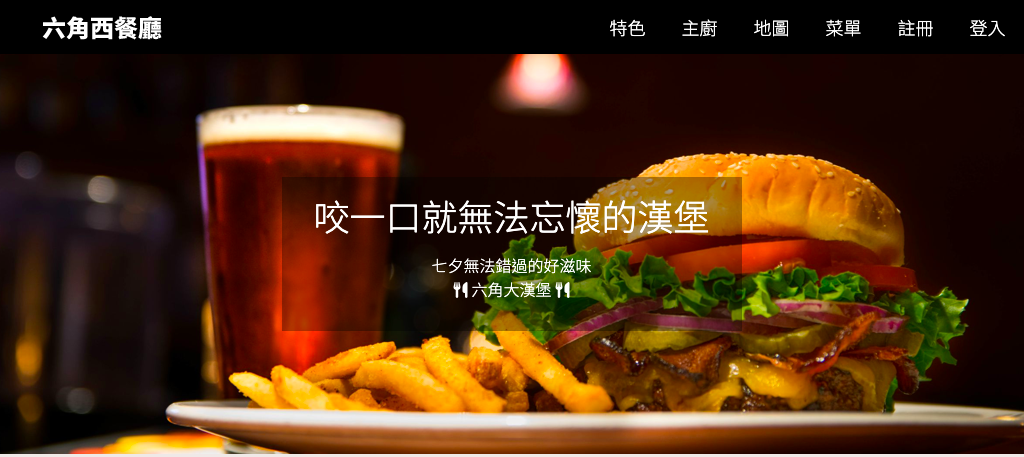 六角西餐廳
特色 主廚 地圖 菜單 註冊 登入
咬一口就無法忘懷的漢堡
七夕無法錯過的好滋味
六角大漢堡